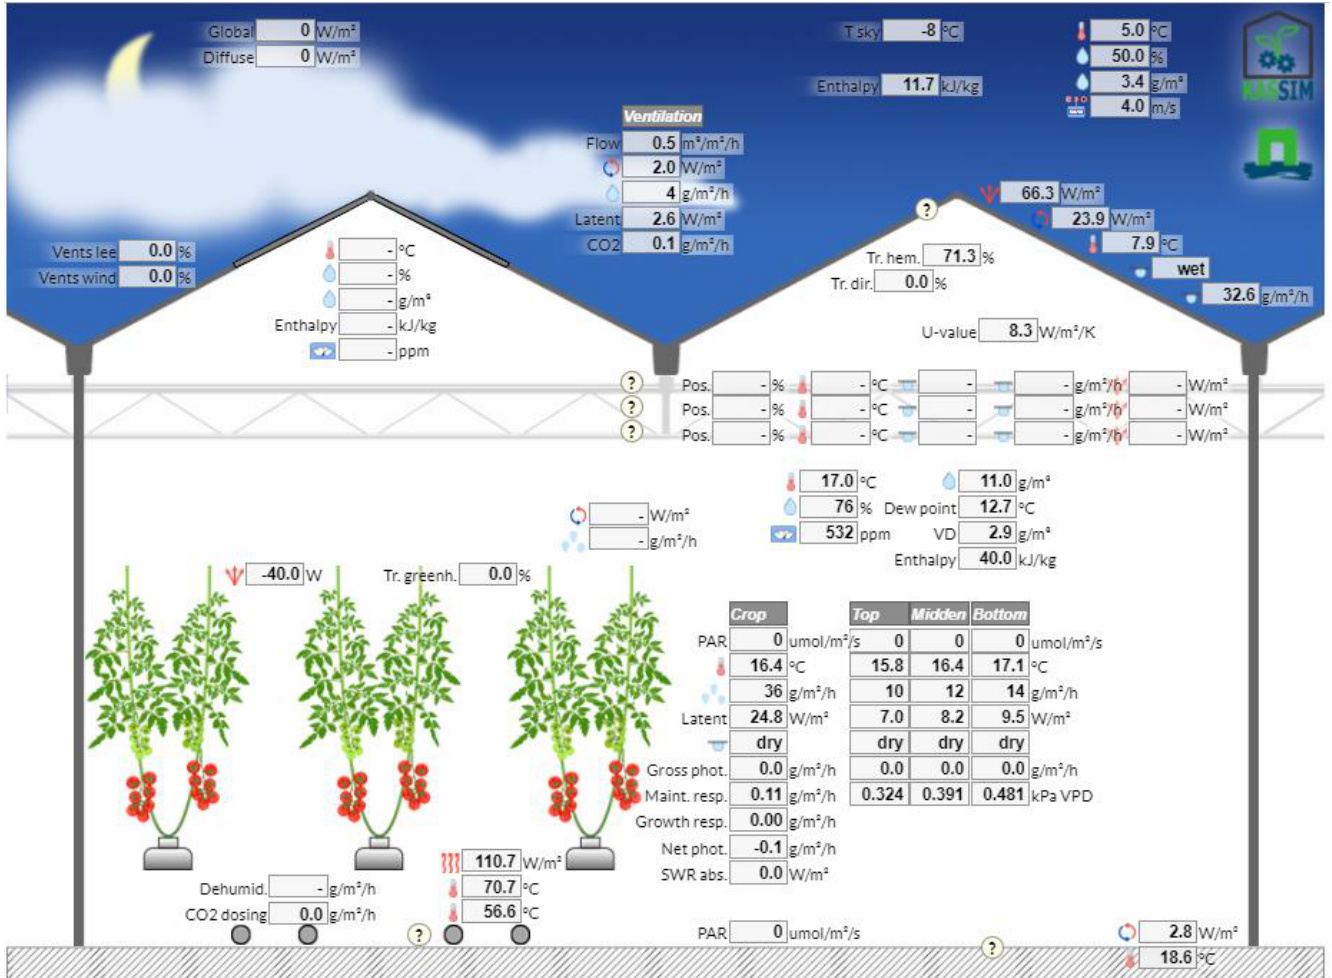 Global 0 W/m²
Diffuse 0 W/m²
T sky -8 °C
Enthalpy 11.7 kJ/kg
5.0 °C
50.0 %
3.4 g/m³
4.0 m/s
KASSIM
Ventilation
Flow 0.5 m³/m²/h
2.0 W/m²
4 g/m²/h
Latent 2.6 W/m²
CO2 0.1 g/m²/h
Vents lee 0.0 %
Vents wind 0.0 %
- °C
- %
- g/m³
Enthalpy - kJ/kg
- ppm
? 66.3 W/m²
23.9 W/m²
7.9 °C
wet
32.6 g/m²/h
Tr. hem. 71.3 %
Tr. dir. 0.0 %
U-value 8.3 W/m²/K
? Pos. - % - °C - - g/m²/h - W/m²
? Pos. - % - °C - - g/m²/h - W/m²
? Pos. - % - °C - - g/m²/h - W/m²
17.0 °C 11.0 g/m³
76 % Dew point 12.7 °C
532 ppm VD 2.9 g/m³
Enthalpy 40.0 kJ/kg
- W/m²
- g/m²/h
-40.0 W
Tr. greenh. 0.0 %
Crop Top Midden Bottom
PAR 0 umol/m²/s 0 0 0 umol/m²/s
16.4 °C 15.8 16.4 17.1 °C
36 g/m²/h 10 12 14 g/m²/h
Latent 24.8 W/m² 7.0 8.2 9.5 W/m²
dry dry dry dry
Gross phot. 0.0 g/m²/h 0.0 0.0 0.0 g/m²/h
Maint. resp. 0.11 g/m²/h 0.324 0.391 0.481 kPa VPD
Growth resp. 0.00 g/m²/h
Net phot. -0.1 g/m²/h
SWR abs. 0.0 W/m²
110.7 W/m²
70.7 °C
56.6 °C
Dehumid. - g/m²/h
CO2 dosing 0.0 g/m²/h
?
PAR 0 umol/m²/s
?
2.8 W/m²
18.6 °C